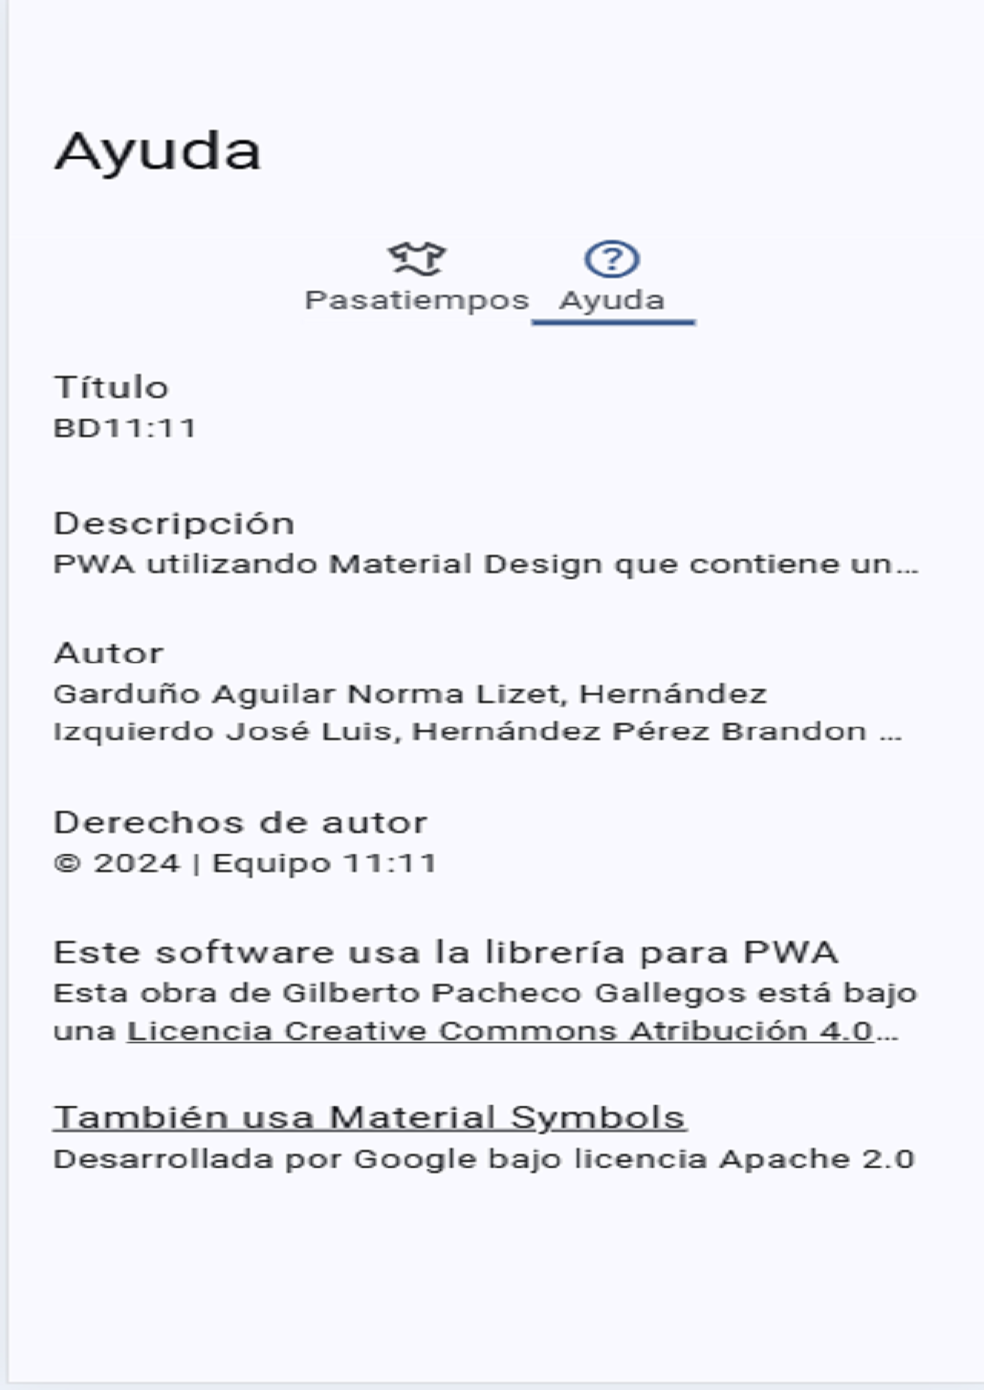 Ayuda
Pasatiempos Ayuda
Título
BD11:11
Descripción
PWA utilizando Material Design que contiene un...
Autor
Garduño Aguilar Norma Lizet, Hernández
Izquierdo José Luis, Hernández Pérez Brandon ...
Derechos de autor
© 2024 | Equipo 11:11
Este software usa la librería para PWA
Esta obra de Gilberto Pacheco Gallegos está bajo
una Licencia Creative Commons Atribución 4.0...
También usa Material Symbols
Desarrollada por Google bajo licencia Apache 2.0